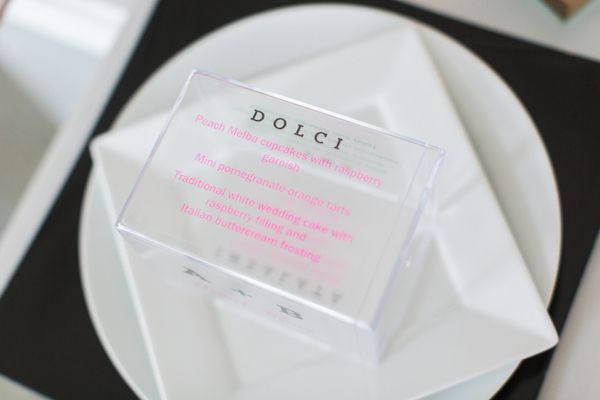 DOLCI
Peach Melba cupcakes with raspberry
garnish
Mini pomegranate-orange tarts
Traditional white wedding cake with
raspberry filling and
Italian buttercream frosting
A + B